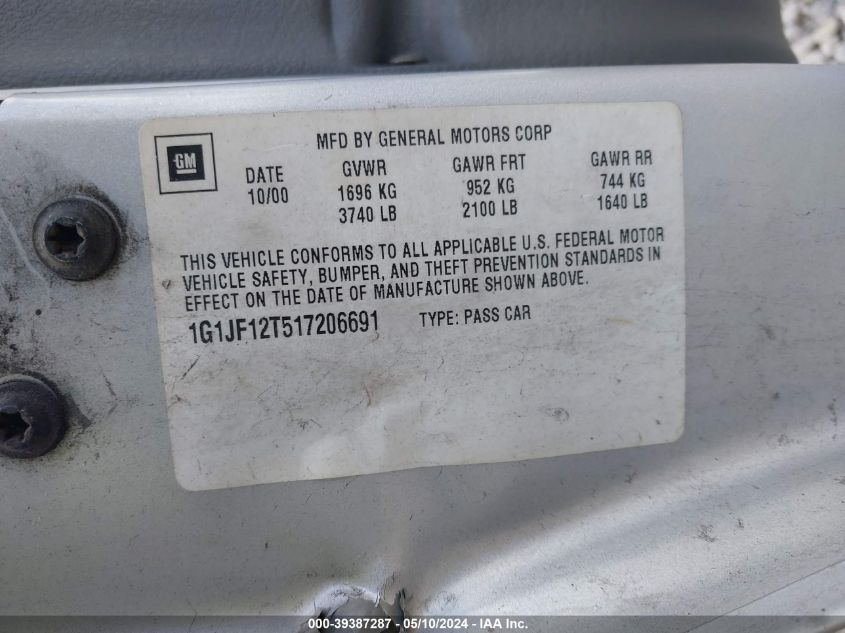 MFD BY GENERAL MOTORS CORP
GM
DATE GVWR GAWR FRT GAWR RR
10/00 1696 KG 952 KG 744 KG
3740 LB 2100 LB 1640 LB
THIS VEHICLE CONFORMS TO ALL APPLICABLE U.S. FEDERAL MOTOR
VEHICLE SAFETY, BUMPER, AND THEFT PREVENTION STANDARDS IN
EFFECT ON THE DATE OF MANUFACTURE SHOWN ABOVE.
1G1JF12T517206691 TYPE: PASS CAR
000-39387287 - 05/10/2024 - IAA Inc.